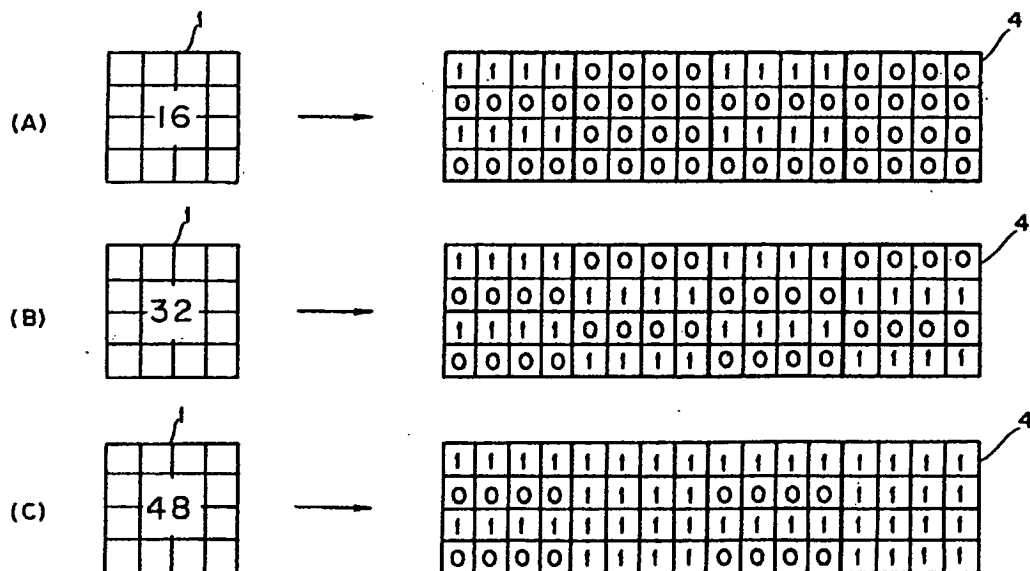 1 4
1 1 1 1 0 0 0 0 1 1 1 1 0 0 0 0
0 0 0 0 0 0 0 0 0 0 0 0 0 0 0 0
(A) 16
1 1 1 1 0 0 0 0 1 1 1 1 0 0 0 0
0 0 0 0 0 0 0 0 0 0 0 0 0 0 0 0
1 4
1 1 1 1 0 0 0 0 1 1 1 1 0 0 0 0
0 0 0 0 1 1 1 1 0 0 0 0 1 1 1 1
(B) 32
1 1 1 1 0 0 0 0 1 1 1 1 0 0 0 0
0 0 0 0 1 1 1 1 0 0 0 0 1 1 1 1
1 4
1 1 1 1 1 1 1 1 1 1 1 1 1 1 1 1
0 0 0 0 1 1 1 1 0 0 0 0 1 1 1 1
(C) 48
1 1 1 1 1 1 1 1 1 1 1 1 1 1 1 1
0 0 0 0 1 1 1 1 0 0 0 0 1 1 1 1